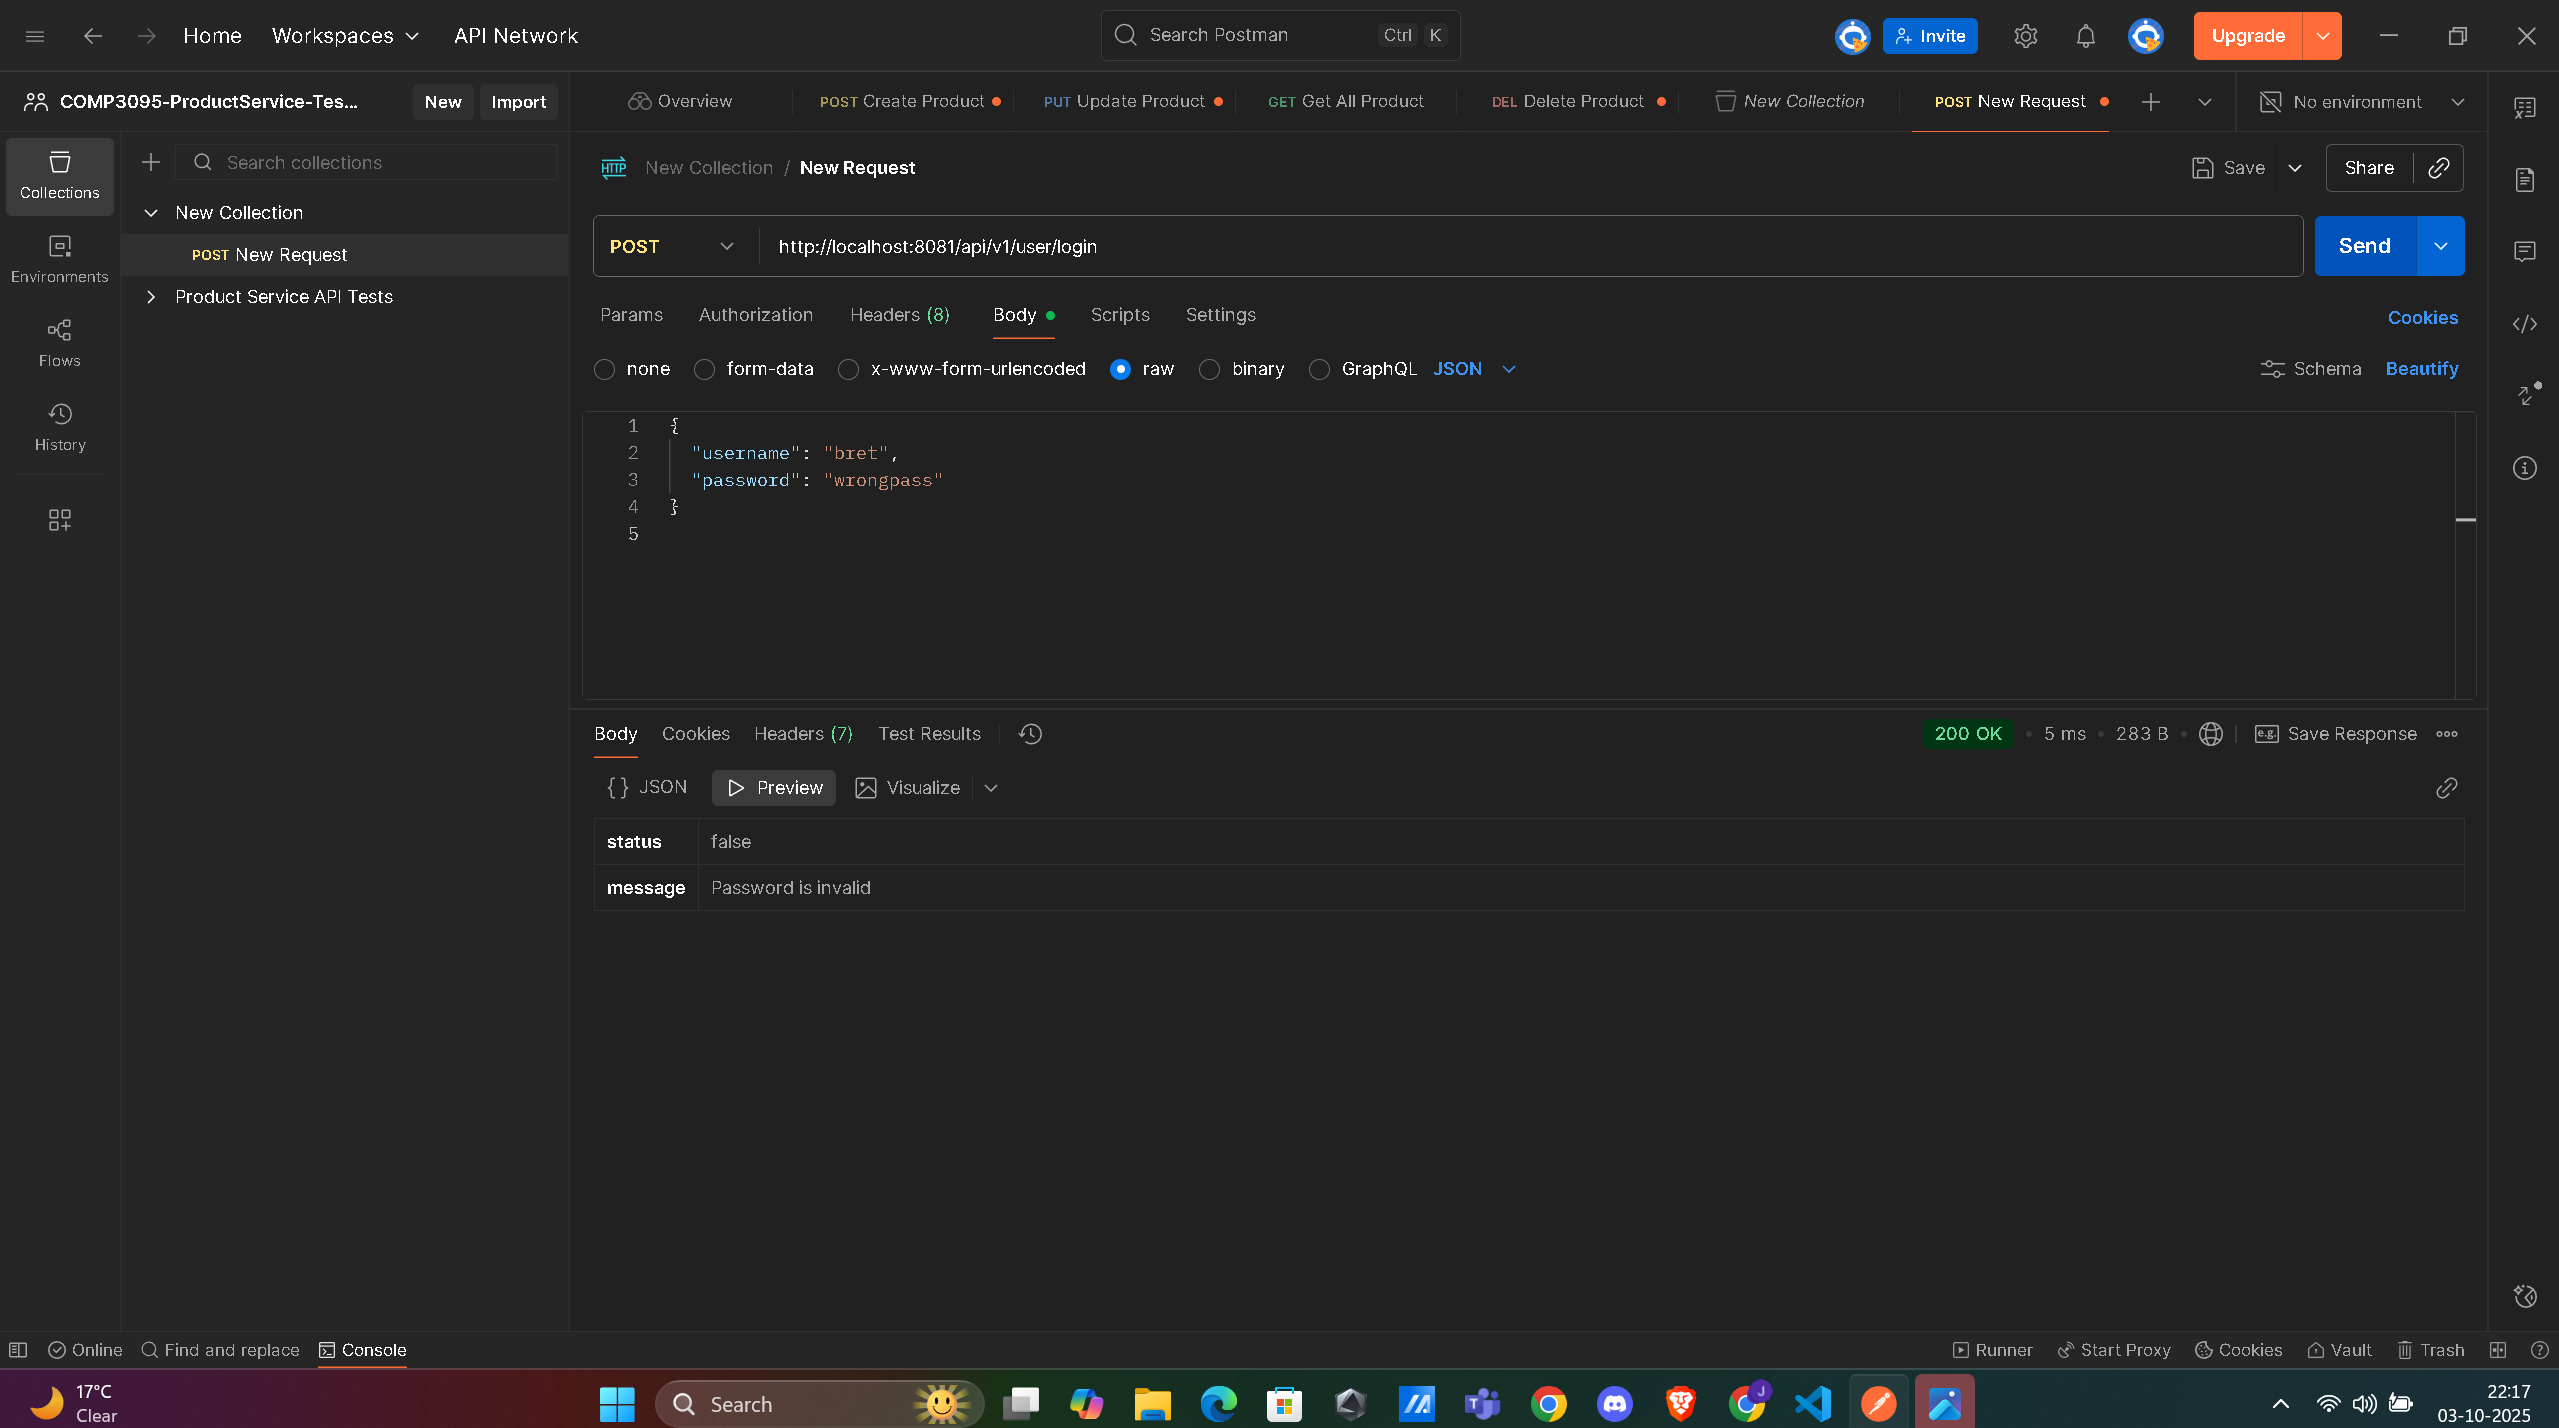 Home Workspaces API Network Search Postman Ctrl K Invite Upgrade
COMP3095-ProductService-Tes... New Import Overview POST Create Product PUT Update Product GET Get All Product DEL Delete Product New Collection POST New Request No environment
Collections
Environments
Flows
History
Search collections
New Collection
POST New Request
Product Service API Tests
HTTP New Collection / New Request Save Share
POST http://localhost:8081/api/v1/user/login Send
Params Authorization Headers (8) Body Scripts Settings Cookies
none form-data x-www-form-urlencoded raw binary GraphQL JSON Schema Beautify
1 {
2 "username": "bret",
3 "password": "wrongpass"
4 }
5
Body Cookies Headers (7) Test Results 200 OK • 5 ms • 283 B e.g. Save Response
{} JSON Preview Visualize
status false
message Password is invalid
Online Find and replace Console Runner Start Proxy Cookies Vault Trash
17°C
Clear
Search
J
22:17
03-10-2025